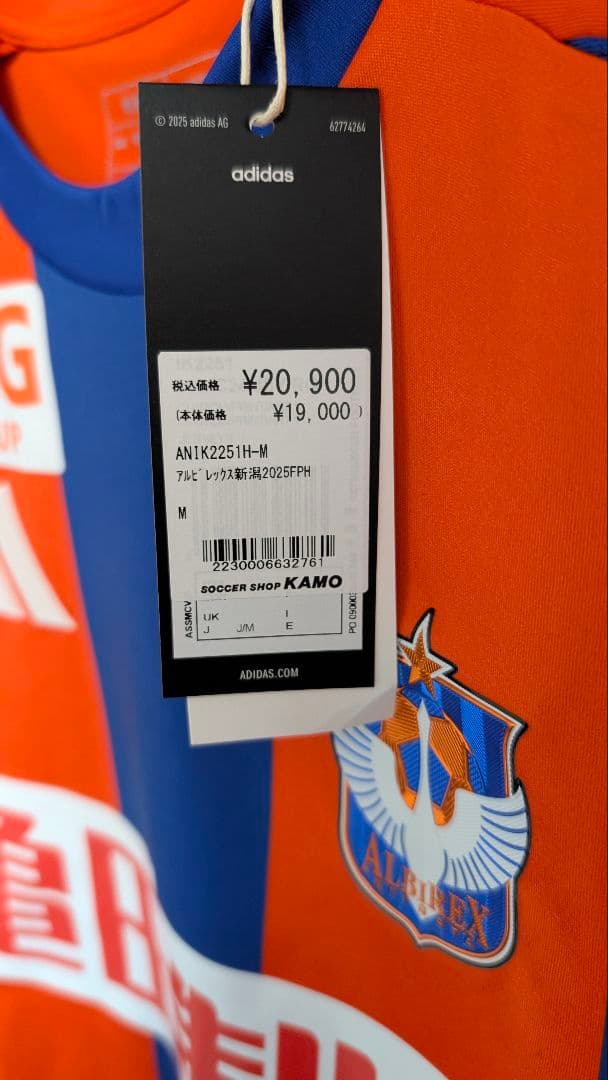 © 2025 adidas AG
62774264
adidas
税込価格 ¥20,900
(本体価格 ¥19,000 )
ANIK2251H-M
ｱﾙﾋﾞﾚｯｸｽ新潟2025FPH
M
2230006632761
SOCCER SHOP KAMO
ASSMCV
UK
I
J
J/M
E
ADIDAS.COM
G
UP
ALBIREX